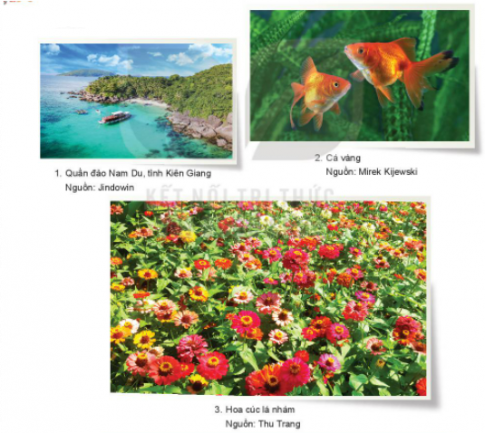 1. Quần đảo Nam Du, tỉnh Kiên Giang
Nguồn: Jindowin
2. Cá vàng
Nguồn: Mirek Kijewski
KẾT NỐI TRI THỨC
3. Hoa cúc lá nhám
Nguồn: Thu Trang